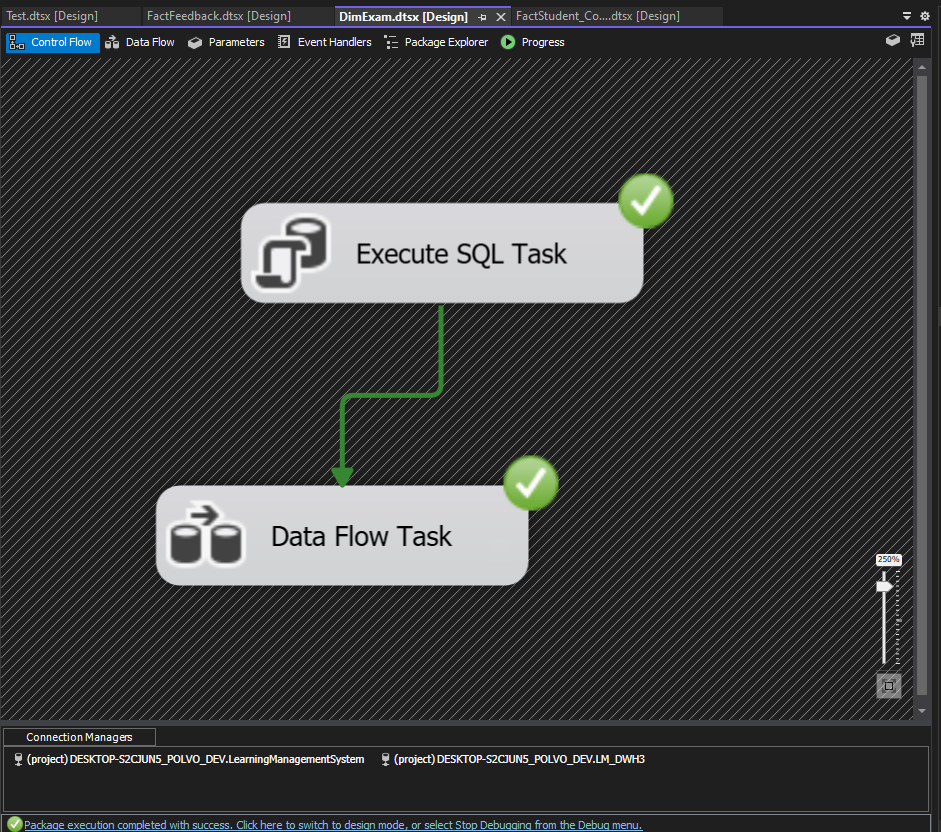 Test.dtsx [Design] FactFeedback.dtsx [Design] DimExam.dtsx [Design] FactStudent_Co....dtsx [Design]
Control Flow Data Flow Parameters Event Handlers Package Explorer Progress
Execute SQL Task
Data Flow Task
250%
Connection Managers
(project) DESKTOP-S2CJUN5_POLVO_DEV.LearningManagementSystem (project) DESKTOP-S2CJUN5_POLVO_DEV.LM_DWH3
Package execution completed with success. Click here to switch to design mode, or select Stop Debugging from the Debug menu.